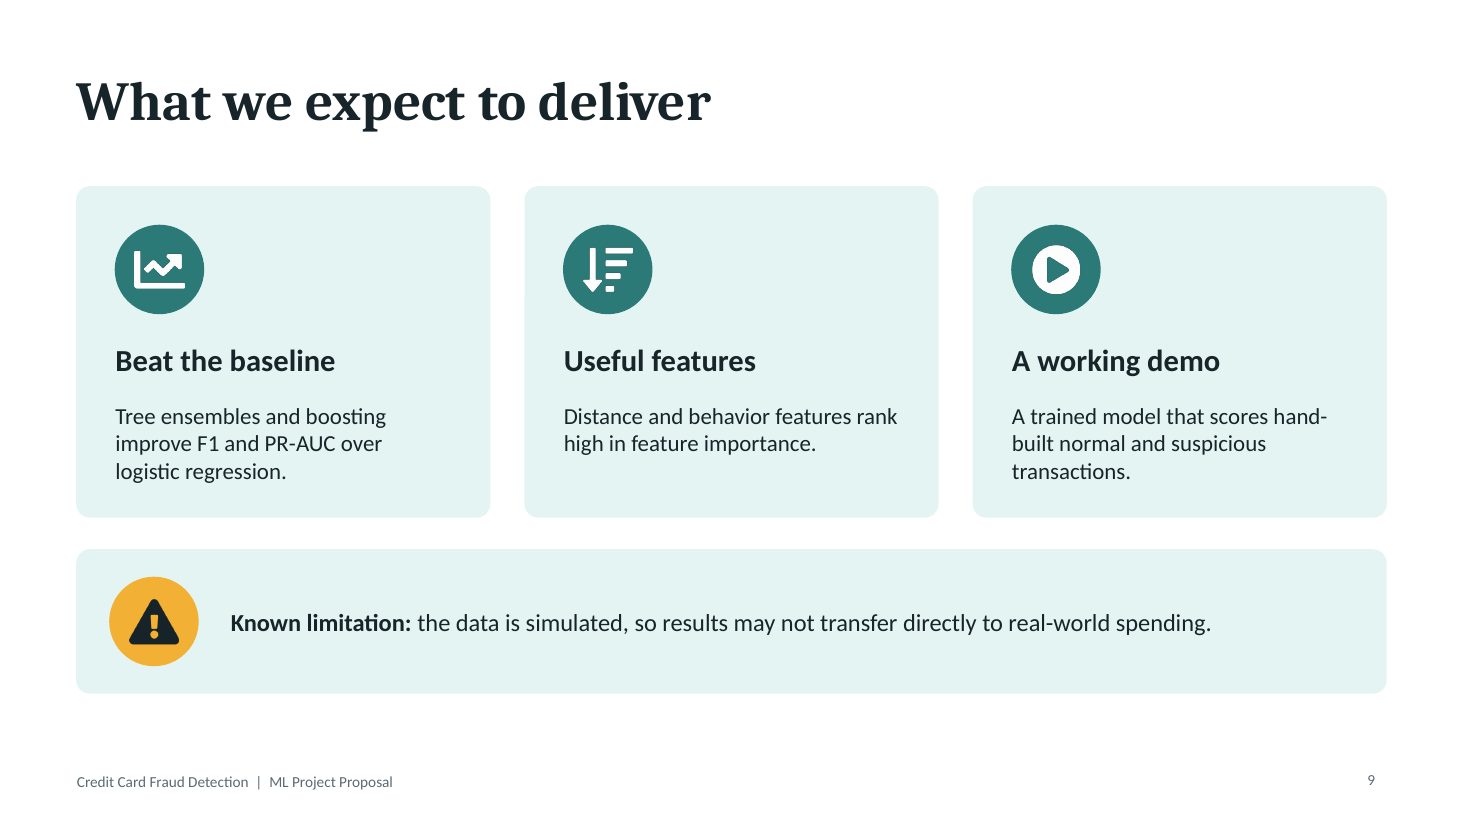 What we expect to deliver
Beat the baseline
Tree ensembles and boosting
improve F1 and PR-AUC over
logistic regression.
Useful features
Distance and behavior features rank
high in feature importance.
A working demo
A trained model that scores hand-
built normal and suspicious
transactions.
Known limitation: the data is simulated, so results may not transfer directly to real-world spending.
Credit Card Fraud Detection | ML Project Proposal
9